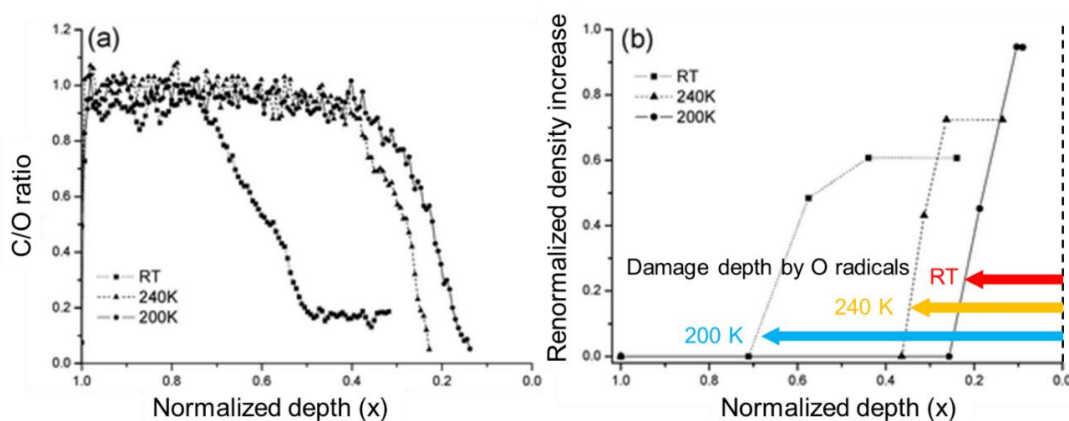 (a)
C/O ratio
1.2
1.0
0.8
0.6
0.4
0.2
0.0
RT
240K
200K
1.0 0.8 0.6 0.4 0.2 0.0
Normalized depth (x)
(b)
Renormalized density increase
1.0
0.8
0.6
0.4
0.2
0.0
RT
240K
200K
Damage depth by O radicals
RT
240 K
200 K
1.0 0.8 0.6 0.4 0.2 0.0
Normalized depth (x)